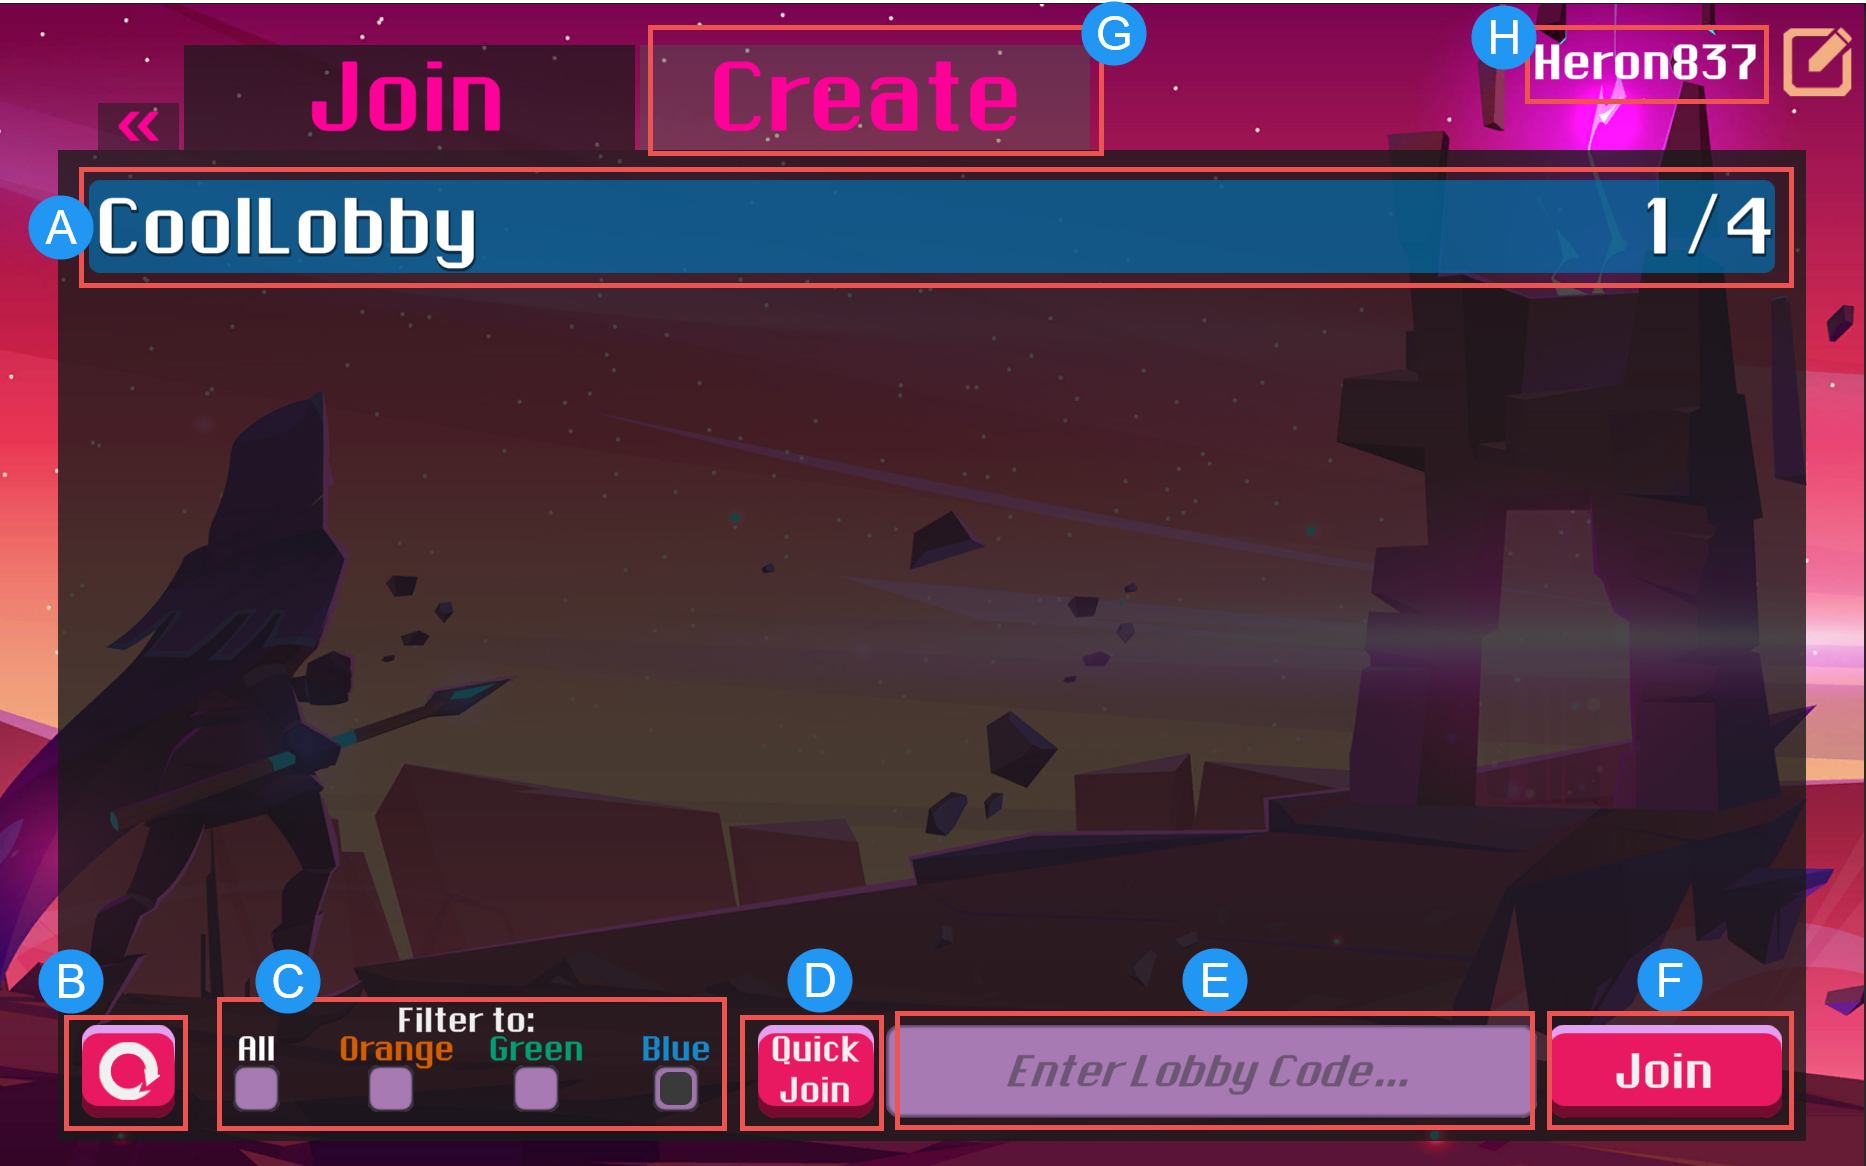 G
H
Heron837
« Join Create
A
CoolLobby 1/4
B
C
D
E
F
Filter to:
All Orange Green Blue
Quick
Join
Enter Lobby Code...
Join